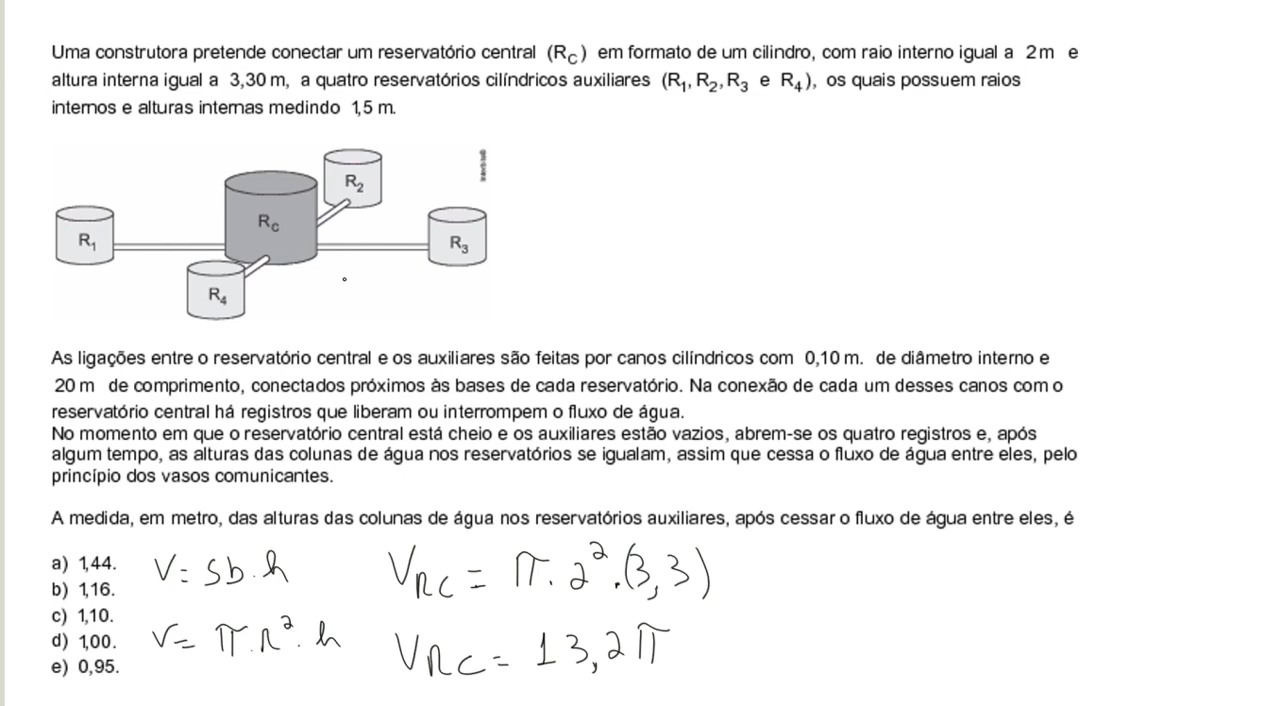 Uma construtora pretende conectar um reservatório central (R_C) em formato de um cilindro, com raio interno igual a 2 m e
altura interna igual a 3,30 m, a quatro reservatórios cilíndricos auxiliares (R₁, R₂, R₃ e R₄), os quais possuem raios
internos e alturas internas medindo 1,5 m.
R₂
R_C
R₁
R₃
R₄
As ligações entre o reservatório central e os auxiliares são feitas por canos cilíndricos com 0,10 m. de diâmetro interno e
20 m de comprimento, conectados próximos às bases de cada reservatório. Na conexão de cada um desses canos com o
reservatório central há registros que liberam ou interrompem o fluxo de água.
No momento em que o reservatório central está cheio e os auxiliares estão vazios, abrem-se os quatro registros e, após
algum tempo, as alturas das colunas de água nos reservatórios se igualam, assim que cessa o fluxo de água entre eles, pelo
princípio dos vasos comunicantes.
A medida, em metro, das alturas das colunas de água nos reservatórios auxiliares, após cessar o fluxo de água entre eles, é
a) 1,44.
b) 1,16.
c) 1,10.
d) 1,00.
e) 0,95.
V = Sb.h
V = π.R².h
V_RC = π.2².(3,3)
V_RC = 13,2π